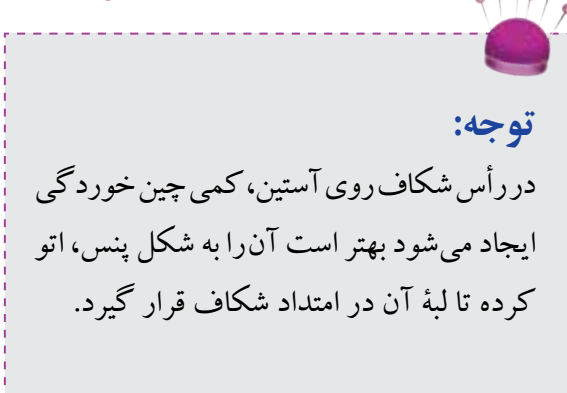 توجه:
در رأس شکاف روی آستین، کمی چین خوردگی
ایجاد می‌شود بهتر است آن را به شکل پنس، اتو
کرده تا لبۀ آن در امتداد شکاف قرار گیرد.